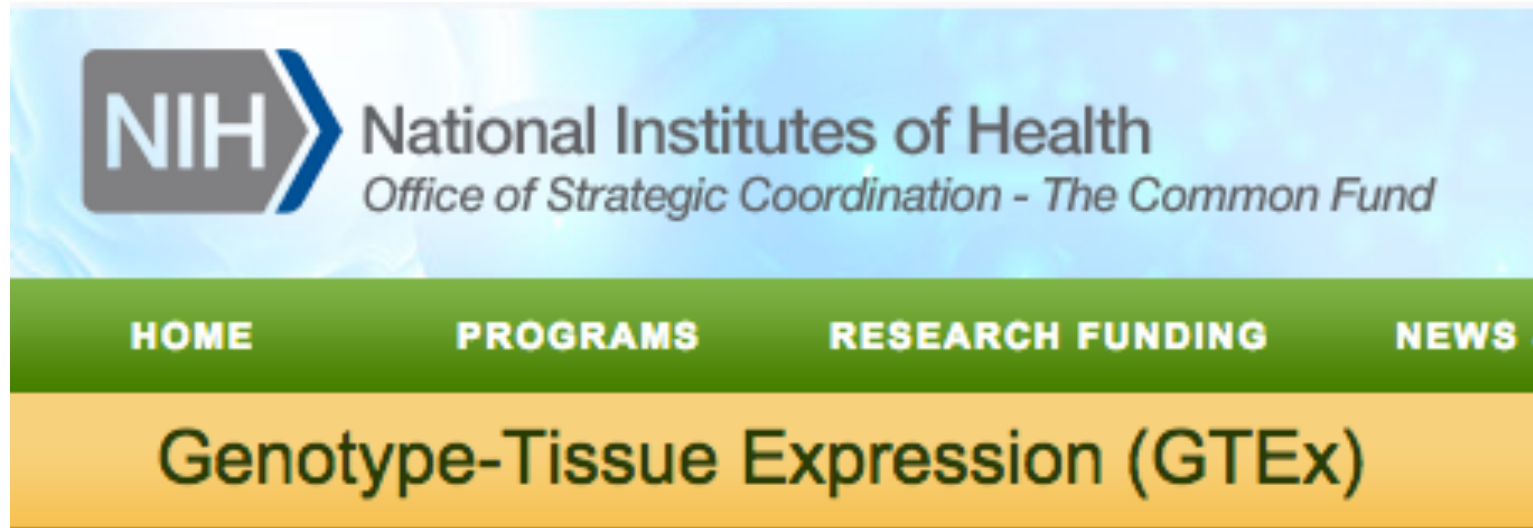 NIH
National Institutes of Health
Office of Strategic Coordination - The Common Fund
HOME PROGRAMS RESEARCH FUNDING NEWS
Genotype-Tissue Expression (GTEx)